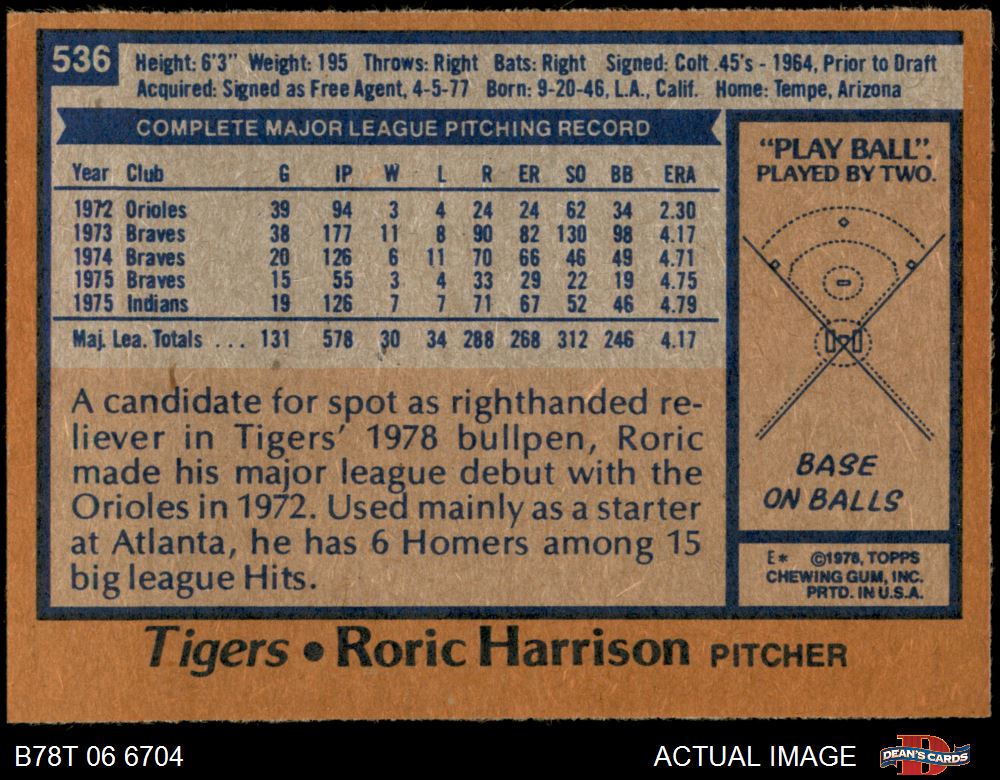 536
Height: 6'3" Weight: 195 Throws: Right Bats: Right Signed: Colt .45's - 1964, Prior to Draft
Acquired: Signed as Free Agent, 4-5-77 Born: 9-20-46, L.A., Calif. Home: Tempe, Arizona
COMPLETE MAJOR LEAGUE PITCHING RECORD
Year Club G IP W L R ER SO BB ERA
1972 Orioles 39 94 3 4 24 24 62 34 2.30
1973 Braves 38 177 11 8 90 82 130 98 4.17
1974 Braves 20 126 6 11 70 66 46 49 4.71
1975 Braves 15 55 3 4 33 29 22 19 4.75
1975 Indians 19 126 7 7 71 67 52 46 4.79
Maj. Lea. Totals ... 131 578 30 34 288 268 312 246 4.17
A candidate for spot as righthanded re-
liever in Tigers' 1978 bullpen, Roric
made his major league debut with the
Orioles in 1972. Used mainly as a starter
at Atlanta, he has 6 Homers among 15
big league Hits.
"PLAY BALL".
PLAYED BY TWO.
BASE
ON BALLS
E* ©1978, TOPPS
CHEWING GUM, INC.
PRTD. IN U.S.A.
Tigers • Roric Harrison PITCHER
B78T 06 6704
ACTUAL IMAGE
DEAN'S CARDS